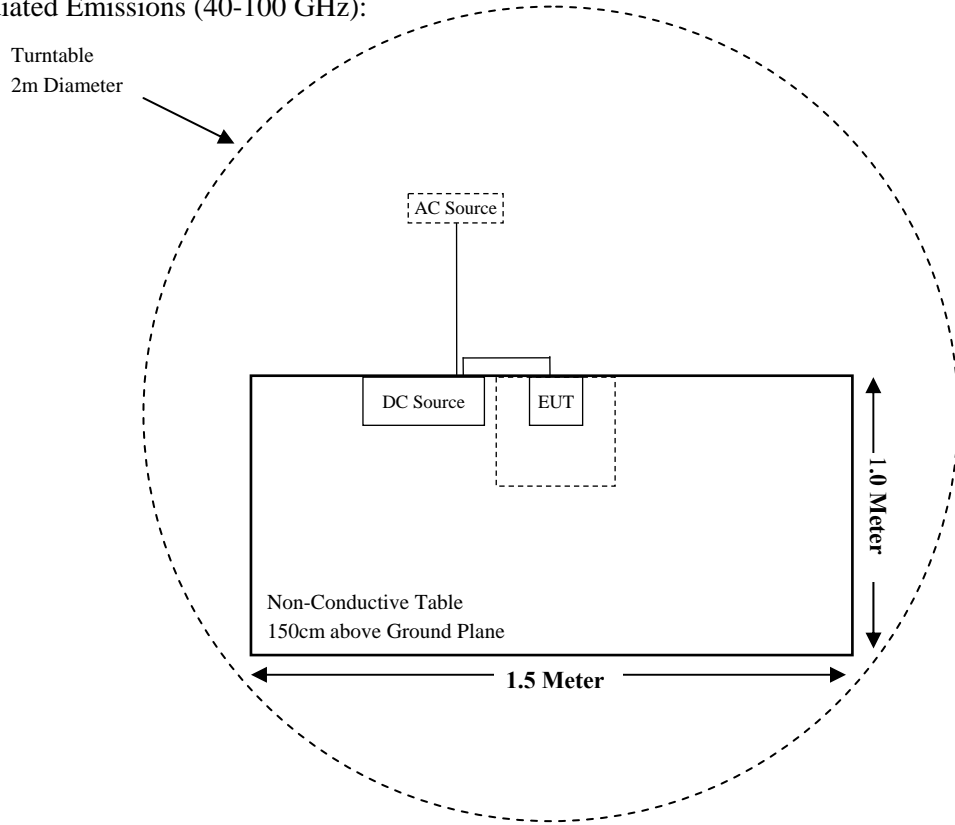 diated Emissions (40-100 GHz):
Turntable
2m Diameter
AC Source
DC Source
EUT
1.0 Meter
Non-Conductive Table
150cm above Ground Plane
1.5 Meter